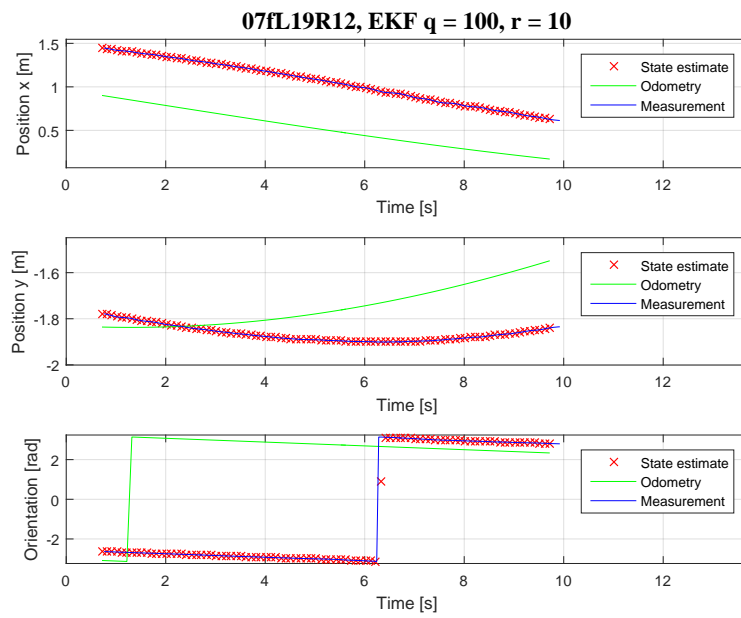 07fL19R12, EKF q = 100, r = 10
Position x [m]
1.5
1
0.5
0 2 4 6 8 10 12
Time [s]
State estimate
Odometry
Measurement
Position y [m]
-1.6
-1.8
-2
0 2 4 6 8 10 12
Time [s]
State estimate
Odometry
Measurement
Orientation [rad]
2
0
-2
0 2 4 6 8 10 12
Time [s]
State estimate
Odometry
Measurement